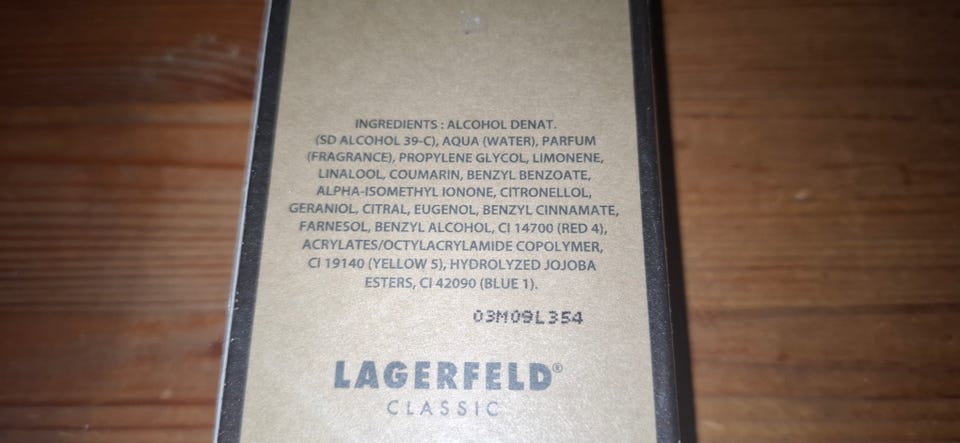 INGREDIENTS : ALCOHOL DENAT.
(SD ALCOHOL 39-C), AQUA (WATER), PARFUM
(FRAGRANCE), PROPYLENE GLYCOL, LIMONENE,
LINALOOL, COUMARIN, BENZYL BENZOATE,
ALPHA-ISOMETHYL IONONE, CITRONELLOL,
GERANIOL, CITRAL, EUGENOL, BENZYL CINNAMATE,
FARNESOL, BENZYL ALCOHOL, CI 14700 (RED 4),
ACRYLATES/OCTYLACRYLAMIDE COPOLYMER,
CI 19140 (YELLOW 5), HYDROLYZED JOJOBA
ESTERS, CI 42090 (BLUE 1).
03M09L354
LAGERFELD®
CLASSIC